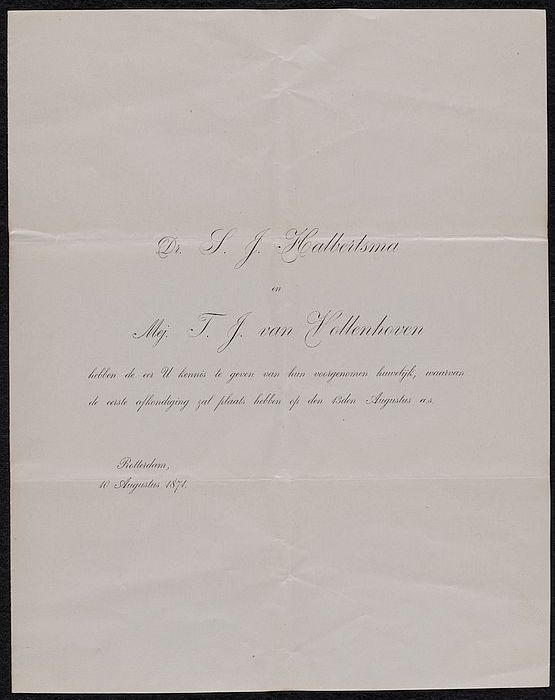 Dr. S. J. Halbertsma
en
Mej. T. J. van Vollenhoven
hebben de eer U kennis te geven van hun voorgenomen huwelijk, waarvan
de eerste afkondiging zal plaats hebben op den 13den Augustus a.s.
Rotterdam,
10 Augustus 1871.